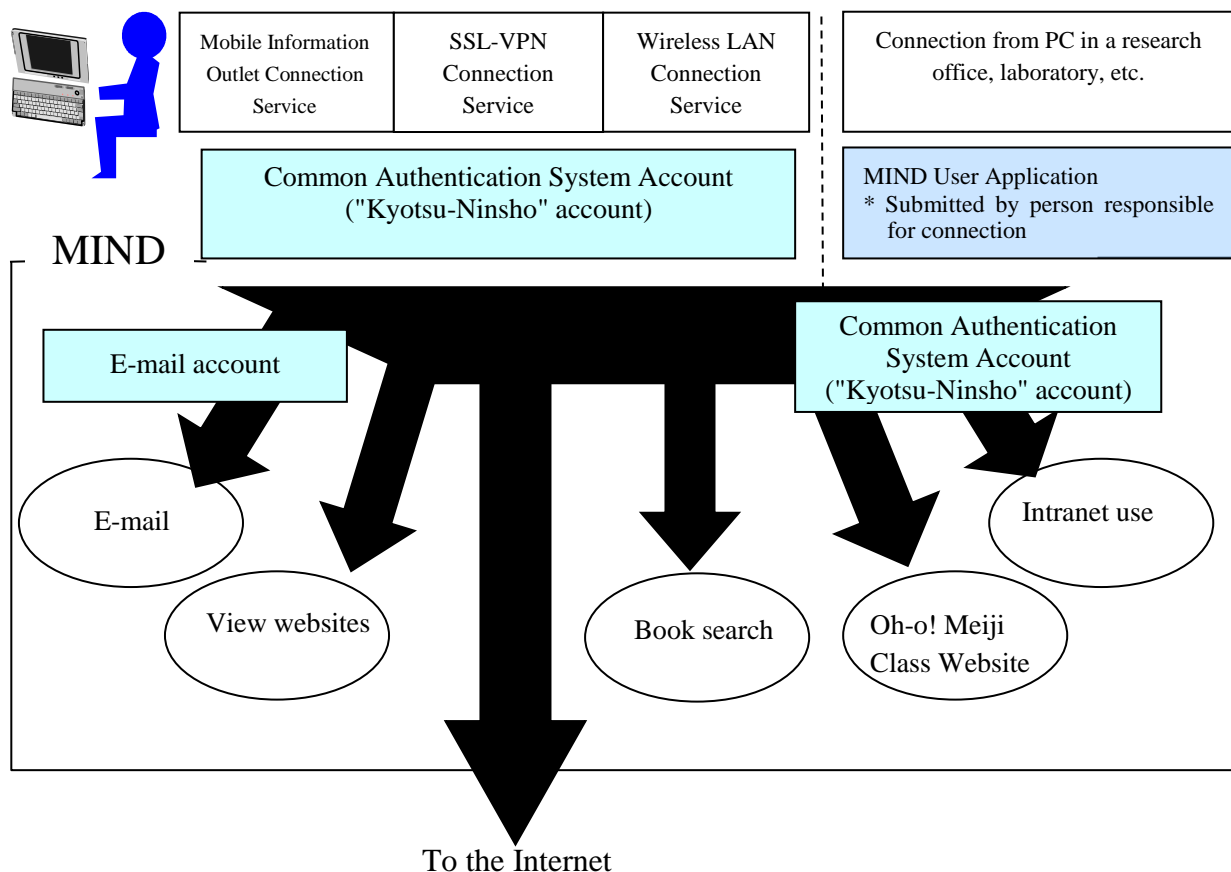 Mobile Information
Outlet Connection
Service
SSL-VPN
Connection
Service
Wireless LAN
Connection
Service
Connection from PC in a research
office, laboratory, etc.
Common Authentication System Account
("Kyotsu-Ninsho" account)
MIND User Application
* Submitted by person responsible
for connection
MIND
E-mail account
Common Authentication
System Account
("Kyotsu-Ninsho" account)
E-mail
View websites
Book search
Oh-o! Meiji
Class Website
Intranet use
To the Internet